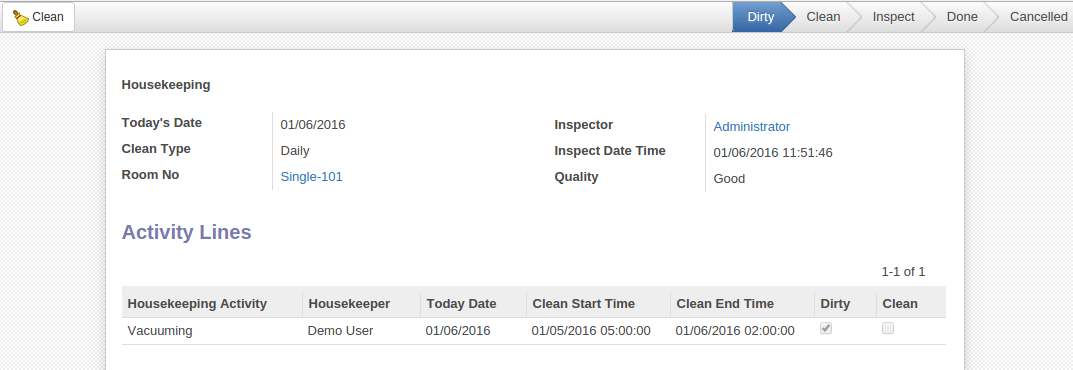 Clean Dirty Clean Inspect Done Cancelled
Housekeeping
Today's Date 01/06/2016 Inspector Administrator
Clean Type Daily Inspect Date Time 01/06/2016 11:51:46
Room No Single-101 Quality Good
Activity Lines
1-1 of 1
Housekeeping Activity Housekeeper Today Date Clean Start Time Clean End Time Dirty Clean
Vacuuming Demo User 01/06/2016 01/05/2016 05:00:00 01/06/2016 02:00:00